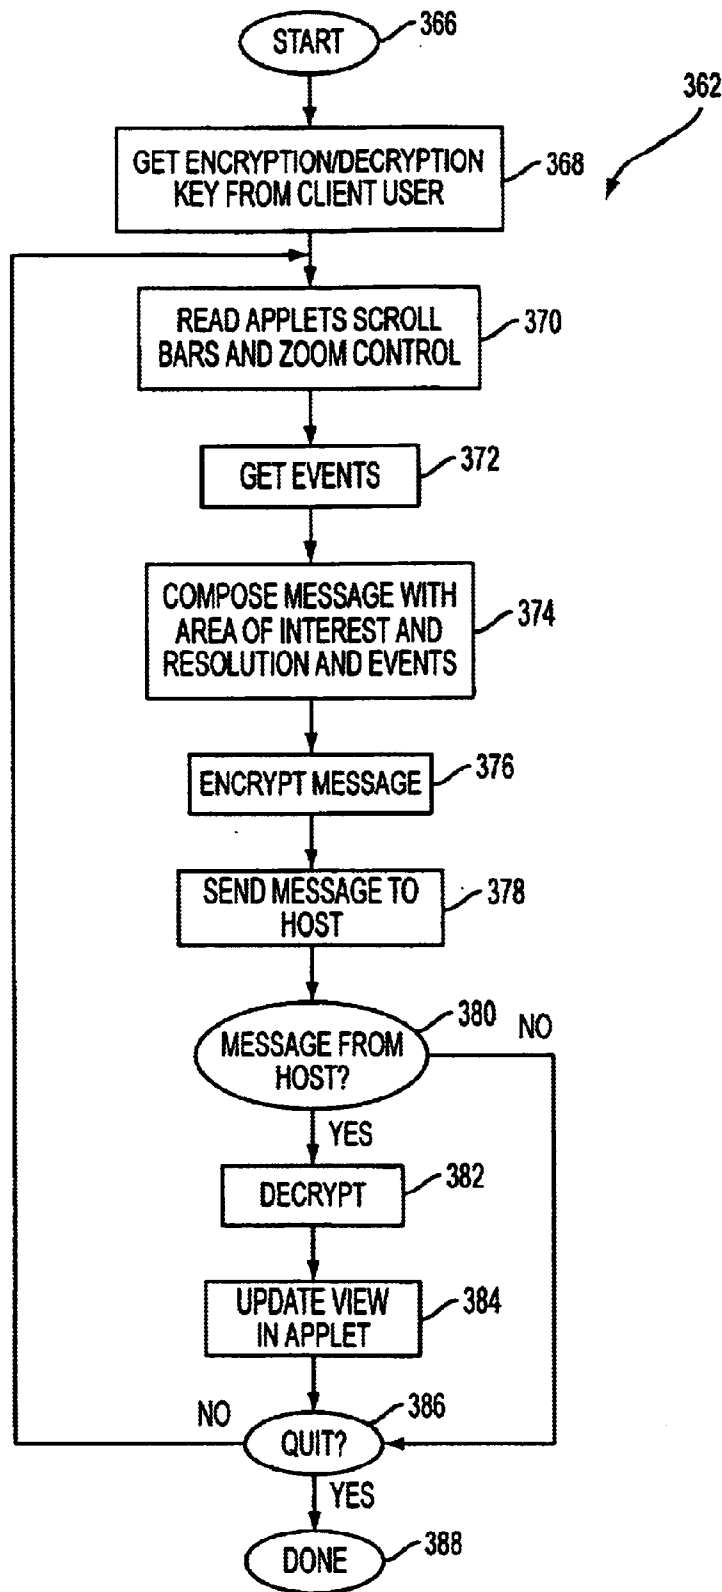 START
366
362
GET ENCRYPTION/DECRYPTION
KEY FROM CLIENT USER
368
READ APPLETS SCROLL
BARS AND ZOOM CONTROL
370
GET EVENTS
372
COMPOSE MESSAGE WITH
AREA OF INTEREST AND
RESOLUTION AND EVENTS
374
ENCRYPT MESSAGE
376
SEND MESSAGE TO
HOST
378
MESSAGE FROM
HOST?
380
NO
YES
DECRYPT
382
UPDATE VIEW
IN APPLET
384
NO
QUIT?
386
YES
DONE
388